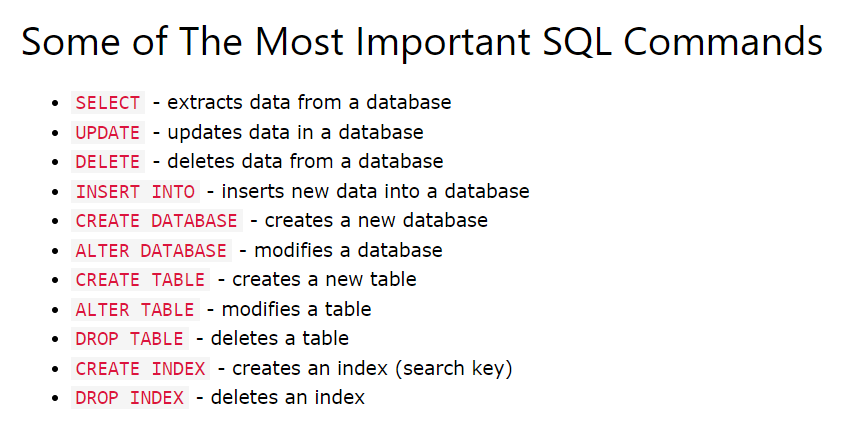 Some of The Most Important SQL Commands
• SELECT - extracts data from a database
• UPDATE - updates data in a database
• DELETE - deletes data from a database
• INSERT INTO - inserts new data into a database
• CREATE DATABASE - creates a new database
• ALTER DATABASE - modifies a database
• CREATE TABLE - creates a new table
• ALTER TABLE - modifies a table
• DROP TABLE - deletes a table
• CREATE INDEX - creates an index (search key)
• DROP INDEX - deletes an index